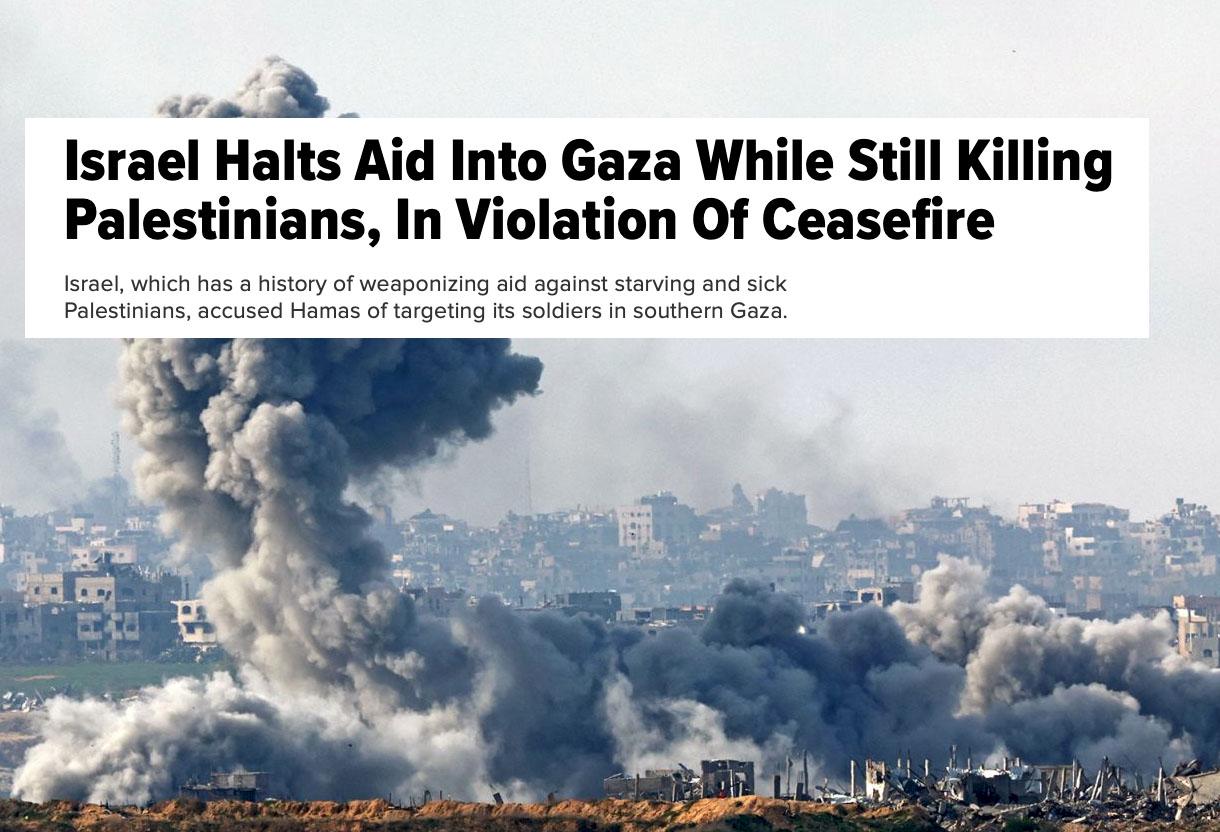 Israel Halts Aid Into Gaza While Still Killing
Palestinians, In Violation Of Ceasefire
Israel, which has a history of weaponizing aid against starving and sick
Palestinians, accused Hamas of targeting its soldiers in southern Gaza.